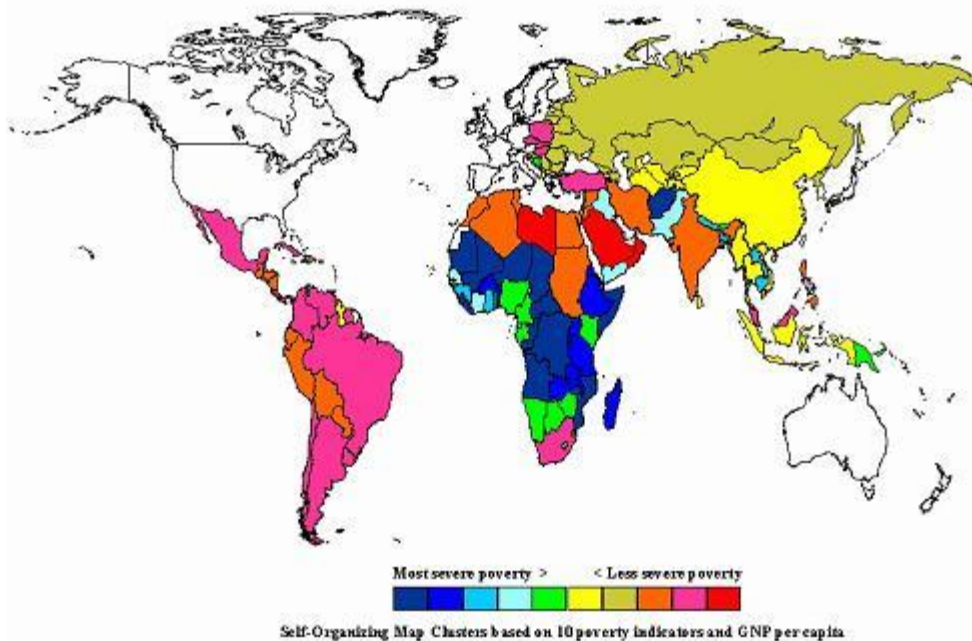 Most severe poverty > < Less severe poverty
Self-Organizing Map Clusters based on 10 poverty indicators and GNP per capita